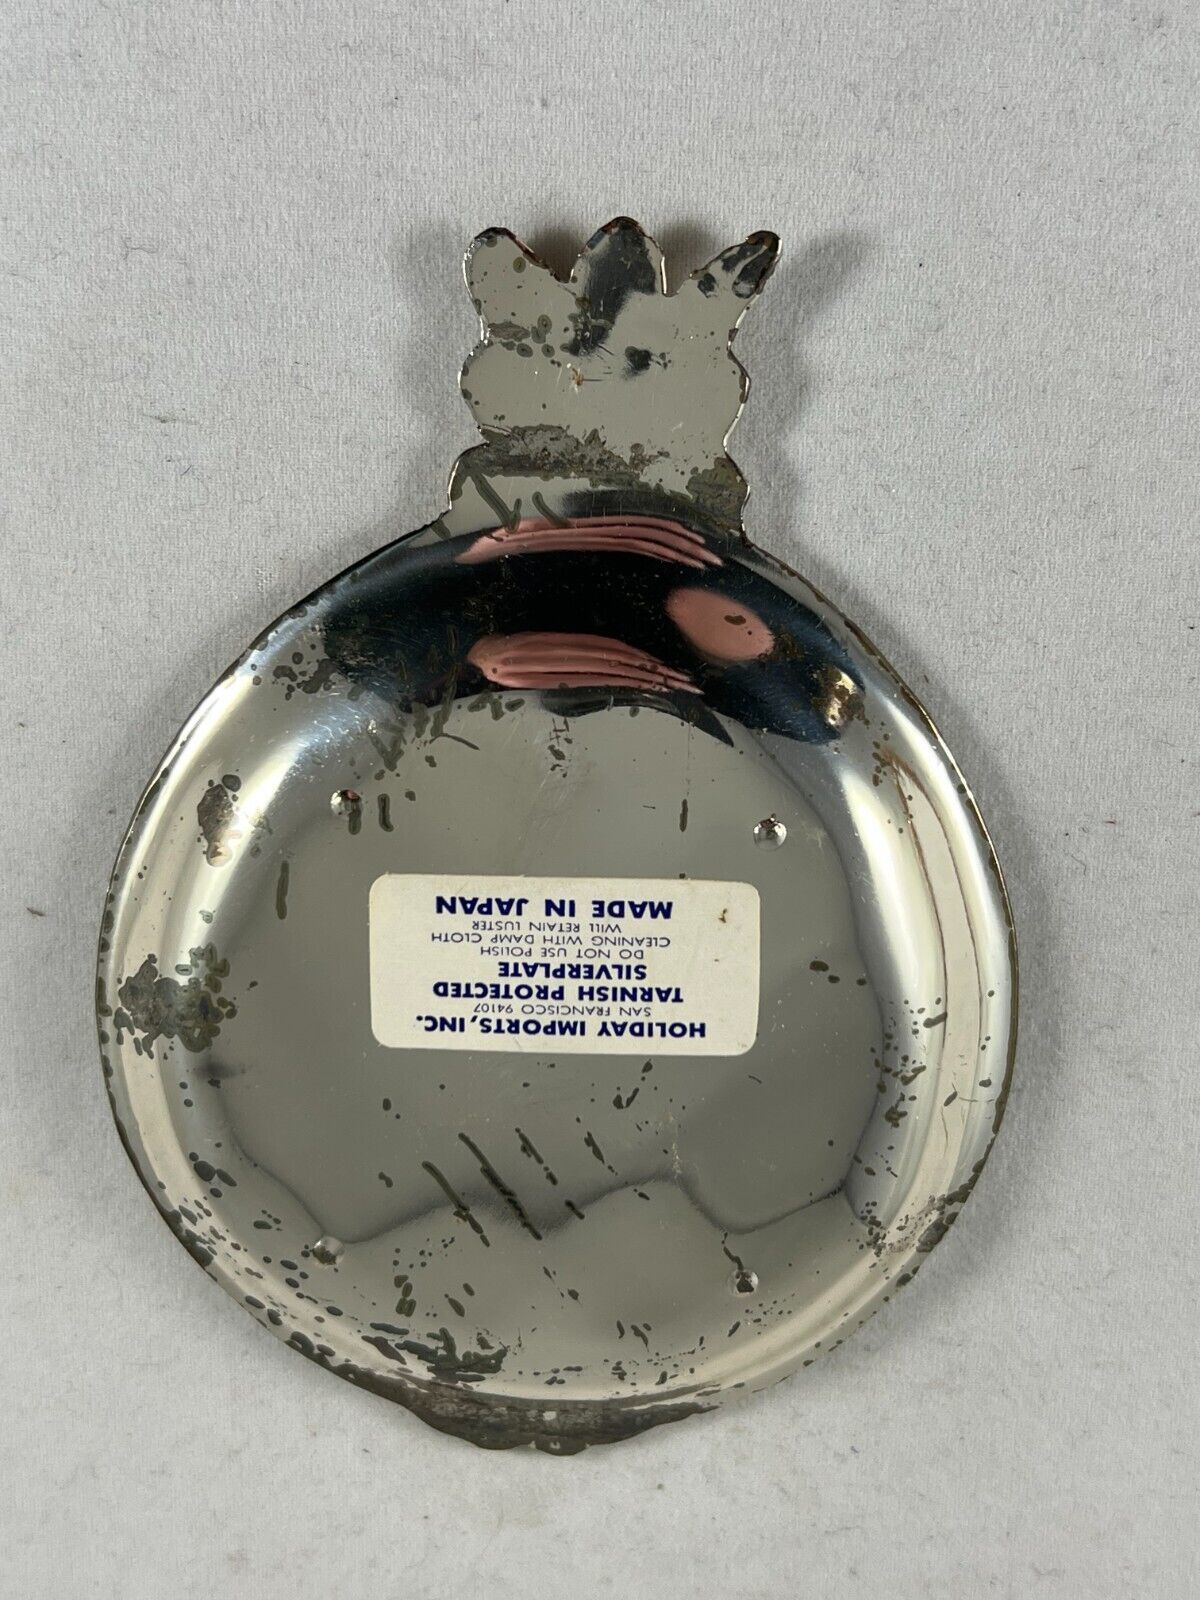 HOLIDAY IMPORTS, INC.
SAN FRANCISCO 94107
TARNISH PROTECTED
SILVERPLATE
DO NOT USE POLISH
CLEANING WITH DAMP CLOTH
WILL RETAIN LUSTER
MADE IN JAPAN